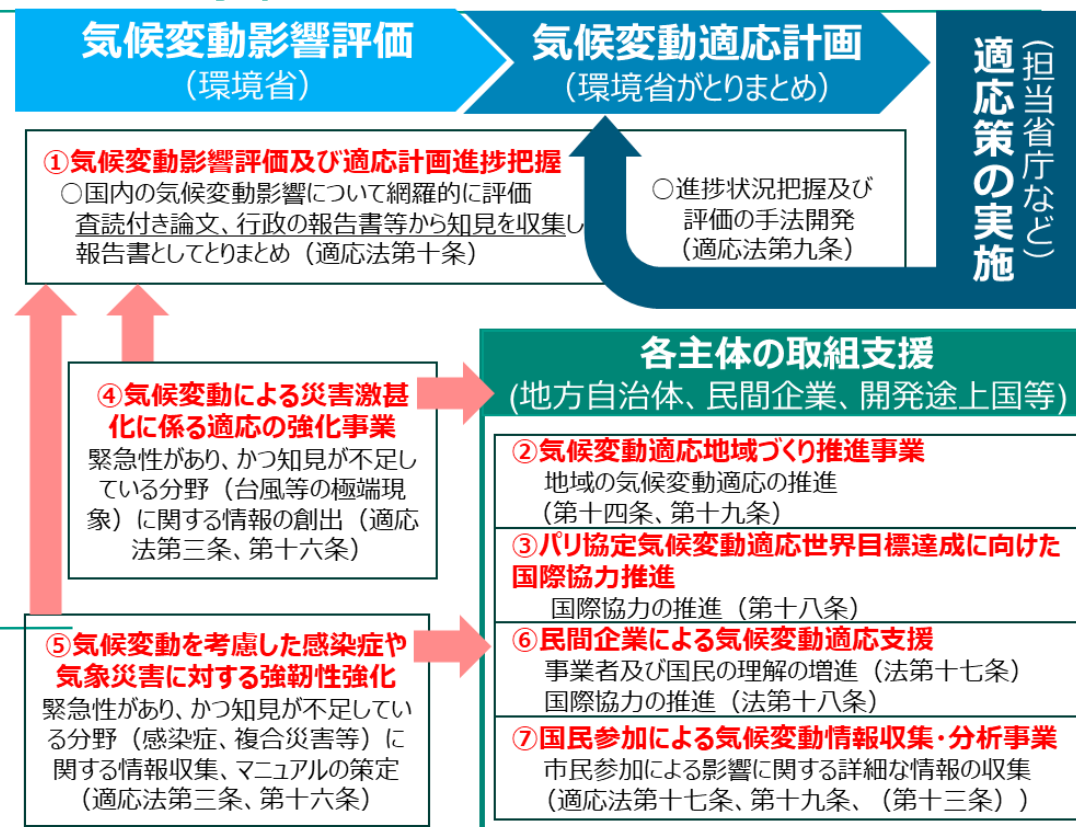 気候変動影響評価
（環境省）
気候変動適応計画
（環境省がとりまとめ）
適応策の実施
（担当省庁など）
①気候変動影響評価及び適応計画進捗把握
○国内の気候変動影響について網羅的に評価
査読付き論文、行政の報告書等から知見を収集し
報告書としてとりまとめ（適応法第十条）
○進捗状況把握及び
評価の手法開発
（適応法第九条）
④気候変動による災害激甚
化に係る適応の強化事業
緊急性があり、かつ知見が不足し
ている分野（台風等の極端現
象）に関する情報の創出（適応
法第三条、第十六条）
⑤気候変動を考慮した感染症や
気象災害に対する強靭性強化
緊急性があり、かつ知見が不足してい
る分野（感染症、複合災害等）に
関する情報収集、マニュアルの策定
（適応法第三条、第十六条）
各主体の取組支援
(地方自治体、民間企業、開発途上国等)
②気候変動適応地域づくり推進事業
地域の気候変動適応の推進
（第十四条、第十九条）
③パリ協定気候変動適応世界目標達成に向けた
国際協力推進
国際協力の推進（第十八条）
⑥民間企業による気候変動適応支援
事業者及び国民の理解の増進（法第十七条）
国際協力の推進（法第十八条）
⑦国民参加による気候変動情報収集・分析事業
市民参加による影響に関する詳細な情報の収集
（適応法第十七条、第十九条、（第十三条））